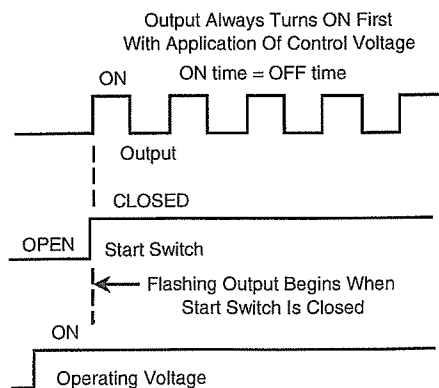 Output Always Turns ON First
With Application Of Control Voltage
ON
ON time = OFF time
Output
CLOSED
OPEN
Start Switch
Flashing Output Begins When
Start Switch Is Closed
ON
Operating Voltage